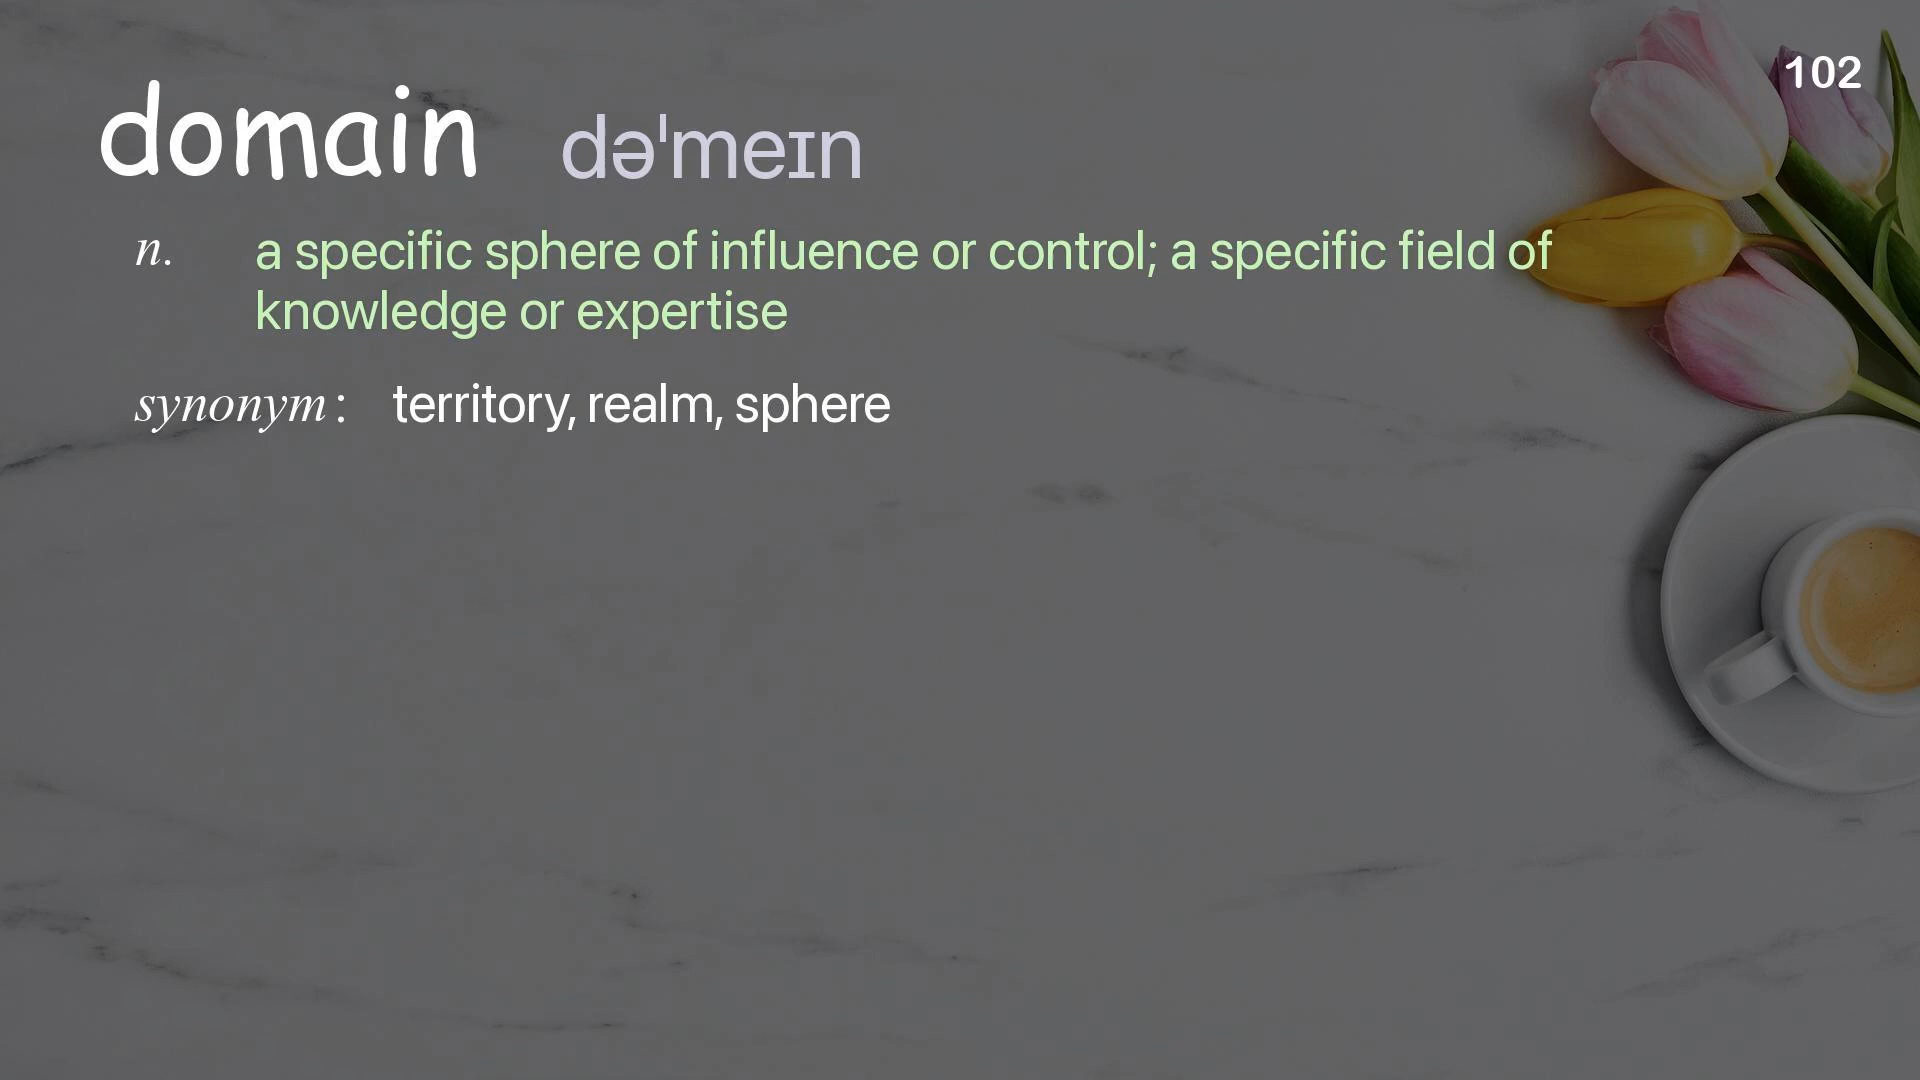 102
domain dəˈmeɪn
n. a specific sphere of influence or control; a specific field of
knowledge or expertise
synonym: territory, realm, sphere